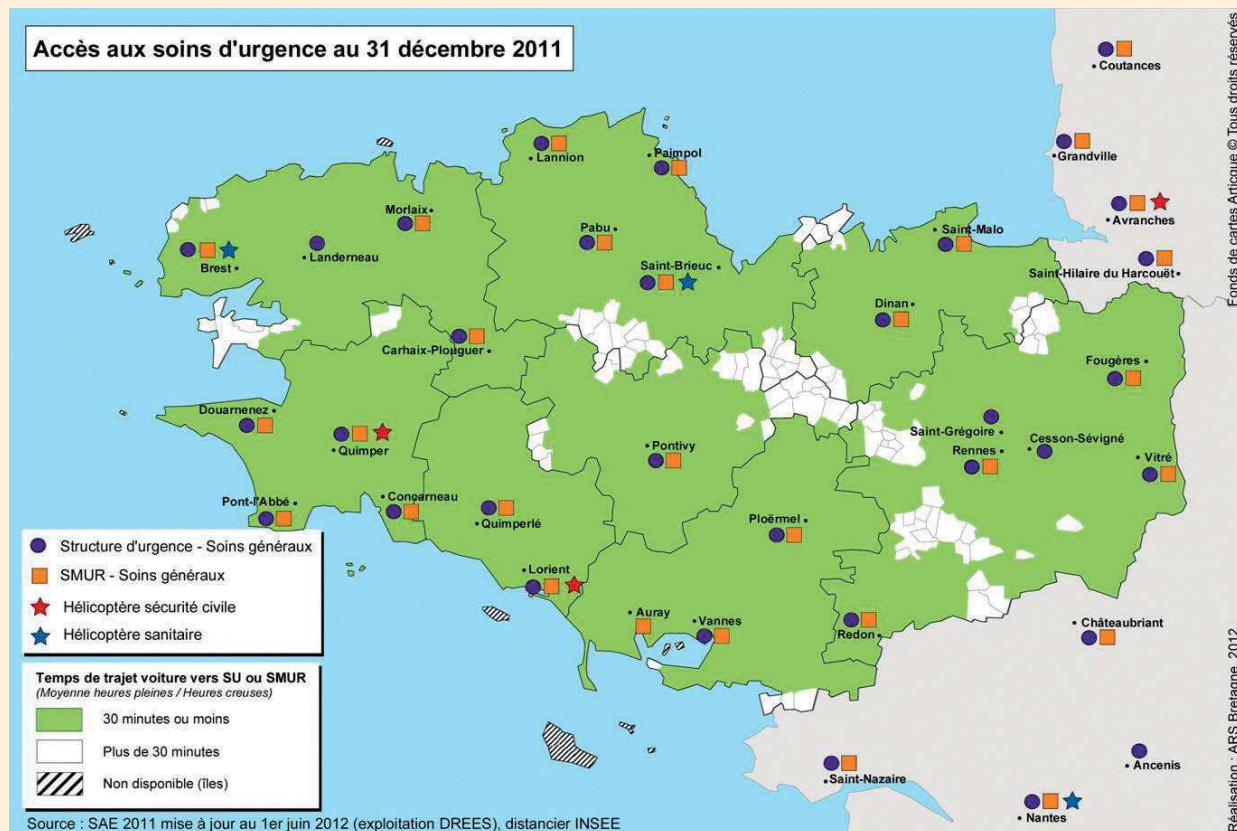 Accès aux soins d'urgence au 31 décembre 2011
Coutances
Grandville
Avranches
Saint-Hilaire du Harcouët
Lannion
Paimpol
Morlaix
Pabu
Saint-Malo
Landerneau
Brest
Saint-Brieuc
Dinan
Carhaix-Plouguer
Fougères
Douarnenez
Quimper
Pontivy
Saint-Grégoire
Cesson-Sévigné
Rennes
Vitré
Pont-l'Abbé
Concarneau
Quimperlé
Ploërmel
Lorient
Auray
Vannes
Redon
Châteaubriant
Saint-Nazaire
Ancenis
Nantes
Structure d'urgence - Soins généraux
SMUR - Soins généraux
Hélicoptère sécurité civile
Hélicoptère sanitaire
Temps de trajet voiture vers SU ou SMUR
(Moyenne heures pleines / Heures creuses)
30 minutes ou moins
Plus de 30 minutes
Non disponible (îles)
Source : SAE 2011 mise à jour au 1er juin 2012 (exploitation DREES), distancier INSEE
Fonds de cartes Articque © Tous droits réservés
Réalisation : ARS Bretagne, 2012